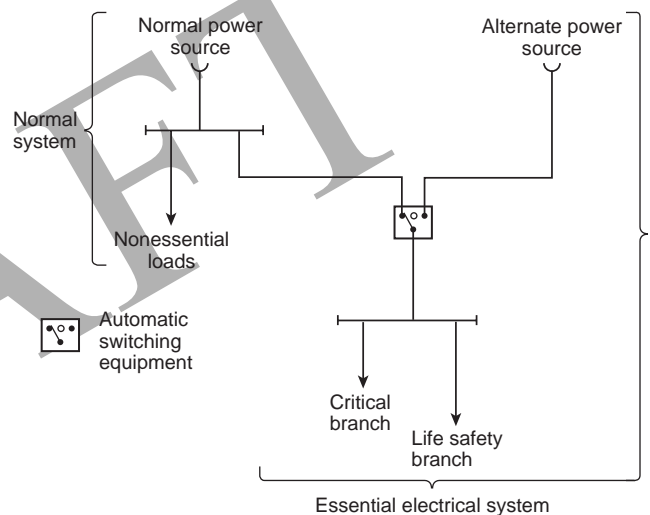 Normal power
source
Alternate power
source
Normal
system
Nonessential
loads
Automatic
switching
equipment
Critical
branch
Life safety
branch
Essential electrical system
AFT